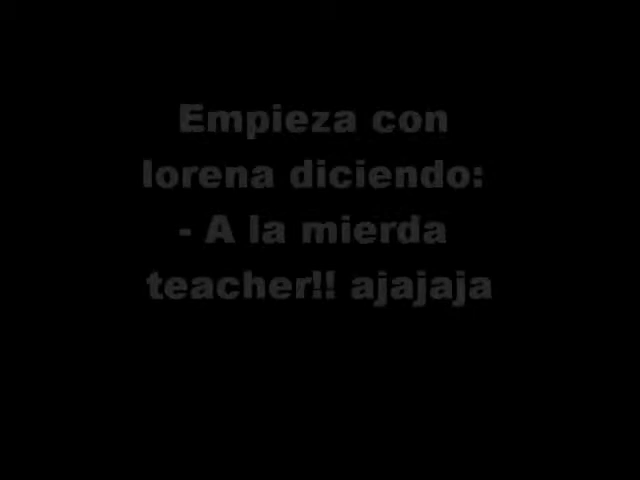 Empieza con
lorena diciendo:
- A la mierda
teacher!! ajajaja